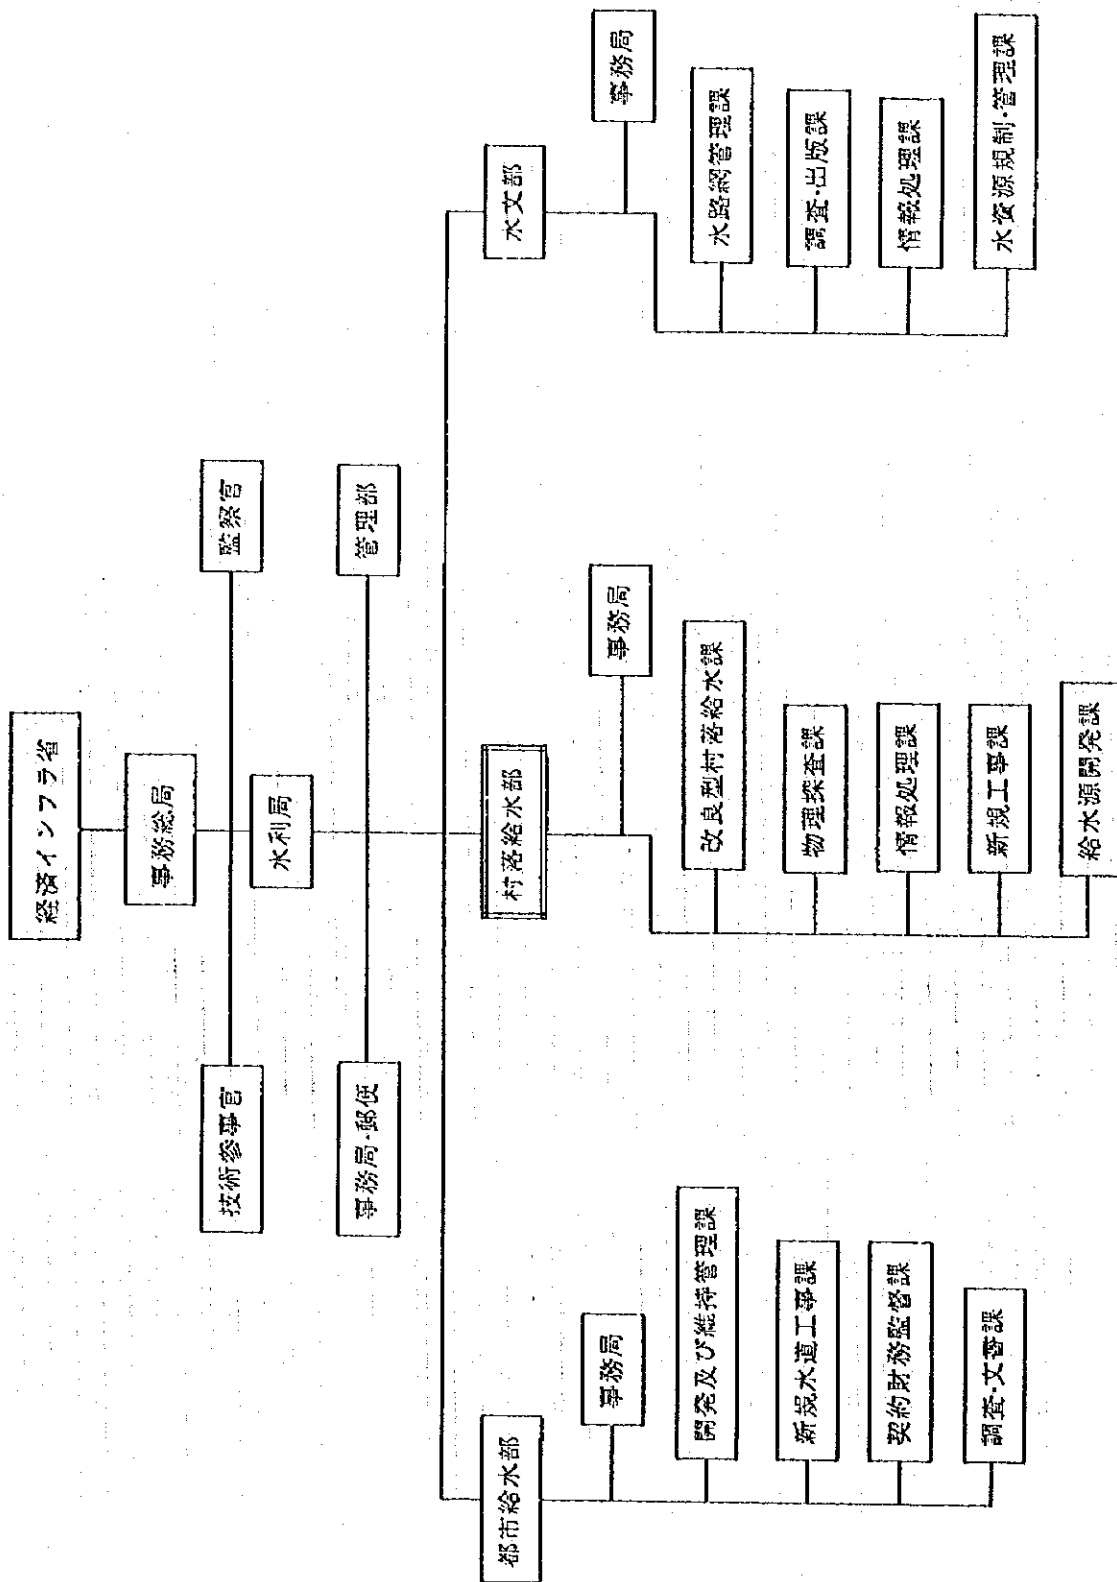 経済インフラ省
事務総局
技術参事官
監察官
水利局
事務局・郵便
管理部
都市給水部
事務局
開発及び維持管理課
新規水道工事課
契約財務監督課
調査・文書課
村落給水部
事務局
改良型村落給水課
物理探査課
情報処理課
新規工事課
給水源開発課
水文部
事務局
水路網管理課
調査・出版課
情報処理課
水資源規制・管理課